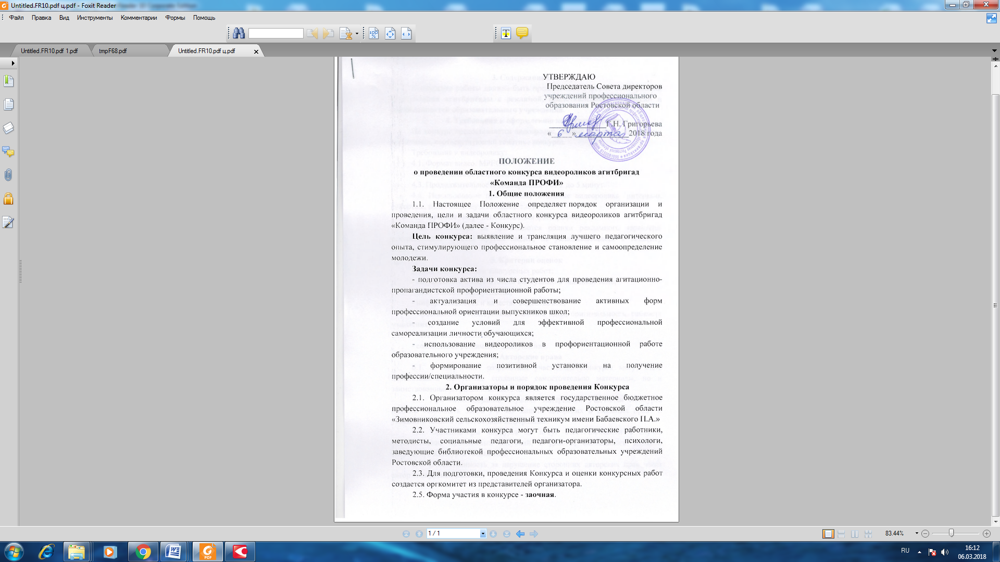 Untitled.FR10.pdf ц.pdf - Foxit Reader
Файл Правка Вид Инструменты Комментарии Формы Помощь
Untitled.FR10.pdf 1.pdf tmpF68.pdf Untitled.FR10.pdf ц.pdf
УТВЕРЖДАЮ
Председатель Совета директоров
учреждений профессионального
образования Ростовской области
Г.Н. Григорьева
« 6 » марта 2018 года
ПОЛОЖЕНИЕ
о проведении областного конкурса видеороликов агитбригад
«Команда ПРОФИ»
1. Общие положения
1.1. Настоящее Положение определяет порядок организации и
проведения, цели и задачи областного конкурса видеороликов агитбригад
«Команда ПРОФИ» (далее - Конкурс).
Цель конкурса: выявление и трансляция лучшего педагогического
опыта, стимулирующего профессиональное становление и самоопределение
молодежи.
Задачи конкурса:
- подготовка актива из числа студентов для проведения агитационно-
пропагандистской профориентационной работы;
- актуализация и совершенствование активных форм
профессиональной ориентации выпускников школ;
- создание условий для эффективной профессиональной
самореализации личности обучающихся;
- использование видеороликов в профориентационной работе
образовательного учреждения;
- формирование позитивной установки на получение
профессии/специальности.
2. Организаторы и порядок проведения Конкурса
2.1. Организатором конкурса является государственное бюджетное
профессиональное образовательное учреждение Ростовской области
«Зимовниковский сельскохозяйственный техникум имени Бабаевского П.А.»
2.2. Участниками конкурса могут быть педагогические работники,
методисты, социальные педагоги, педагоги-организаторы, психологи,
заведующие библиотекой профессиональных образовательных учреждений
Ростовской области.
2.3. Для подготовки, проведения Конкурса и оценки конкурсных работ
создается оргкомитет из представителей организатора.
2.5. Форма участия в конкурсе - заочная.
1 / 1
83.44%
RU
16:12
06.03.2018